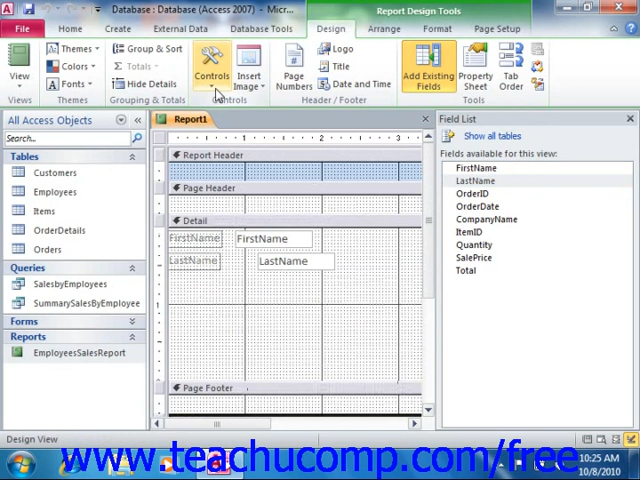 Database : Database (Access 2007) - Micr...
Report Design Tools
File Home Create External Data Database Tools Design Arrange Format Page Setup
View
Views
Themes
Colors
Fonts
Themes
Group & Sort
Totals
Hide Details
Grouping & Totals
Controls
Insert Image
Controls
Page Numbers
Logo
Title
Date and Time
Header / Footer
Add Existing Fields
Property Sheet
Tab Order
Tools
All Access Objects
Search...
Tables
Customers
Employees
Items
OrderDetails
Orders
Queries
SalesbyEmployee
SummarySalesByEmployee
Forms
Reports
EmployeesSalesReport
Report1
1 2 3
Report Header
Page Header
Detail
FirstName FirstName
LastName LastName
1
Page Footer
Field List
Show all tables
Fields available for this view:
FirstName
LastName
OrderID
OrderDate
CompanyName
ItemID
Quantity
SalePrice
Total
Design View
www.teachucomp.com/free
10:25 AM
10/8/2010